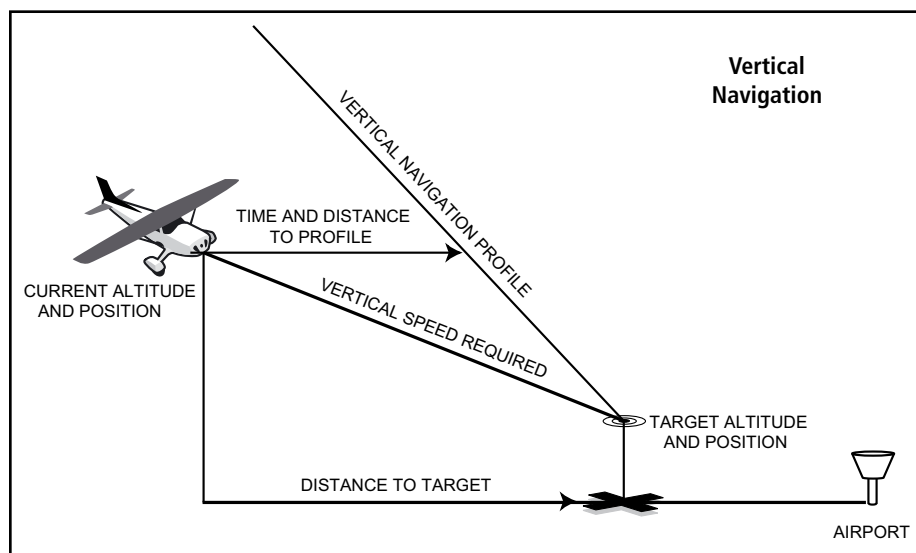 Vertical
Navigation
VERTICAL NAVIGATION PROFILE
TIME AND DISTANCE
TO PROFILE
CURRENT ALTITUDE
AND POSITION
VERTICAL SPEED REQUIRED
TARGET ALTITUDE
AND POSITION
DISTANCE TO TARGET
AIRPORT